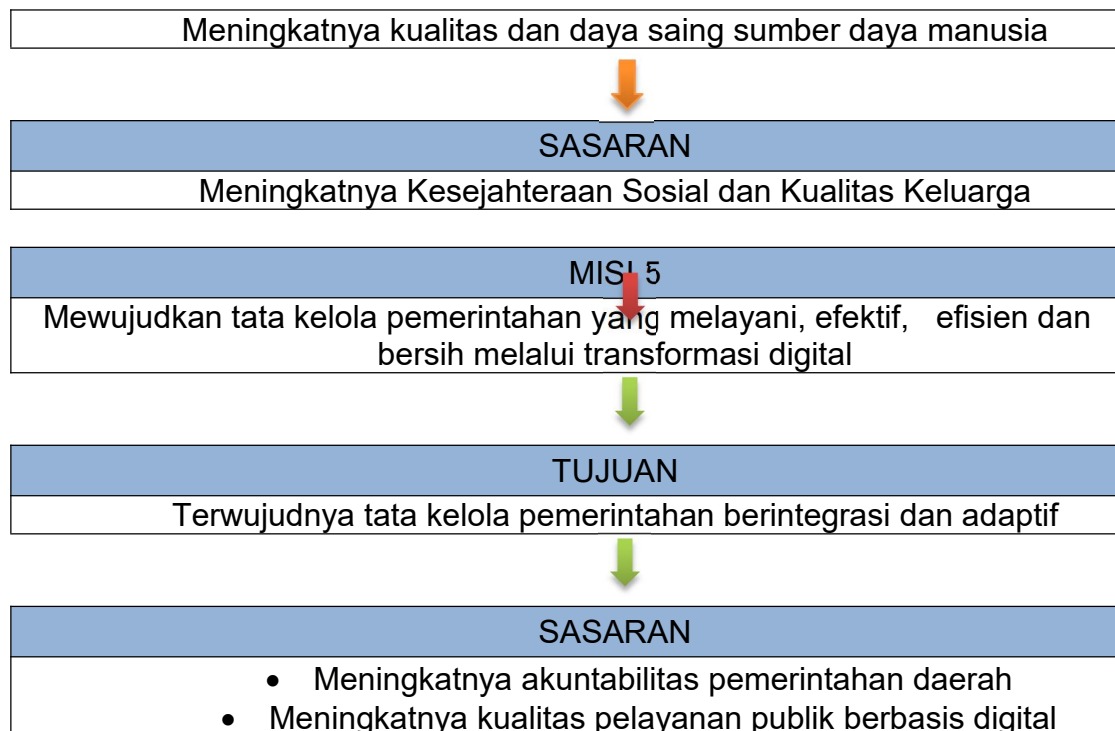 Meningkatnya kualitas dan daya saing sumber daya manusia
SASARAN
Meningkatnya Kesejahteraan Sosial dan Kualitas Keluarga
MISI 5
Mewujudkan tata kelola pemerintahan yang melayani, efektif, efisien dan
bersih melalui transformasi digital
TUJUAN
Terwujudnya tata kelola pemerintahan berintegrasi dan adaptif
SASARAN
• Meningkatnya akuntabilitas pemerintahan daerah
• Meningkatnya kualitas pelayanan publik berbasis digital